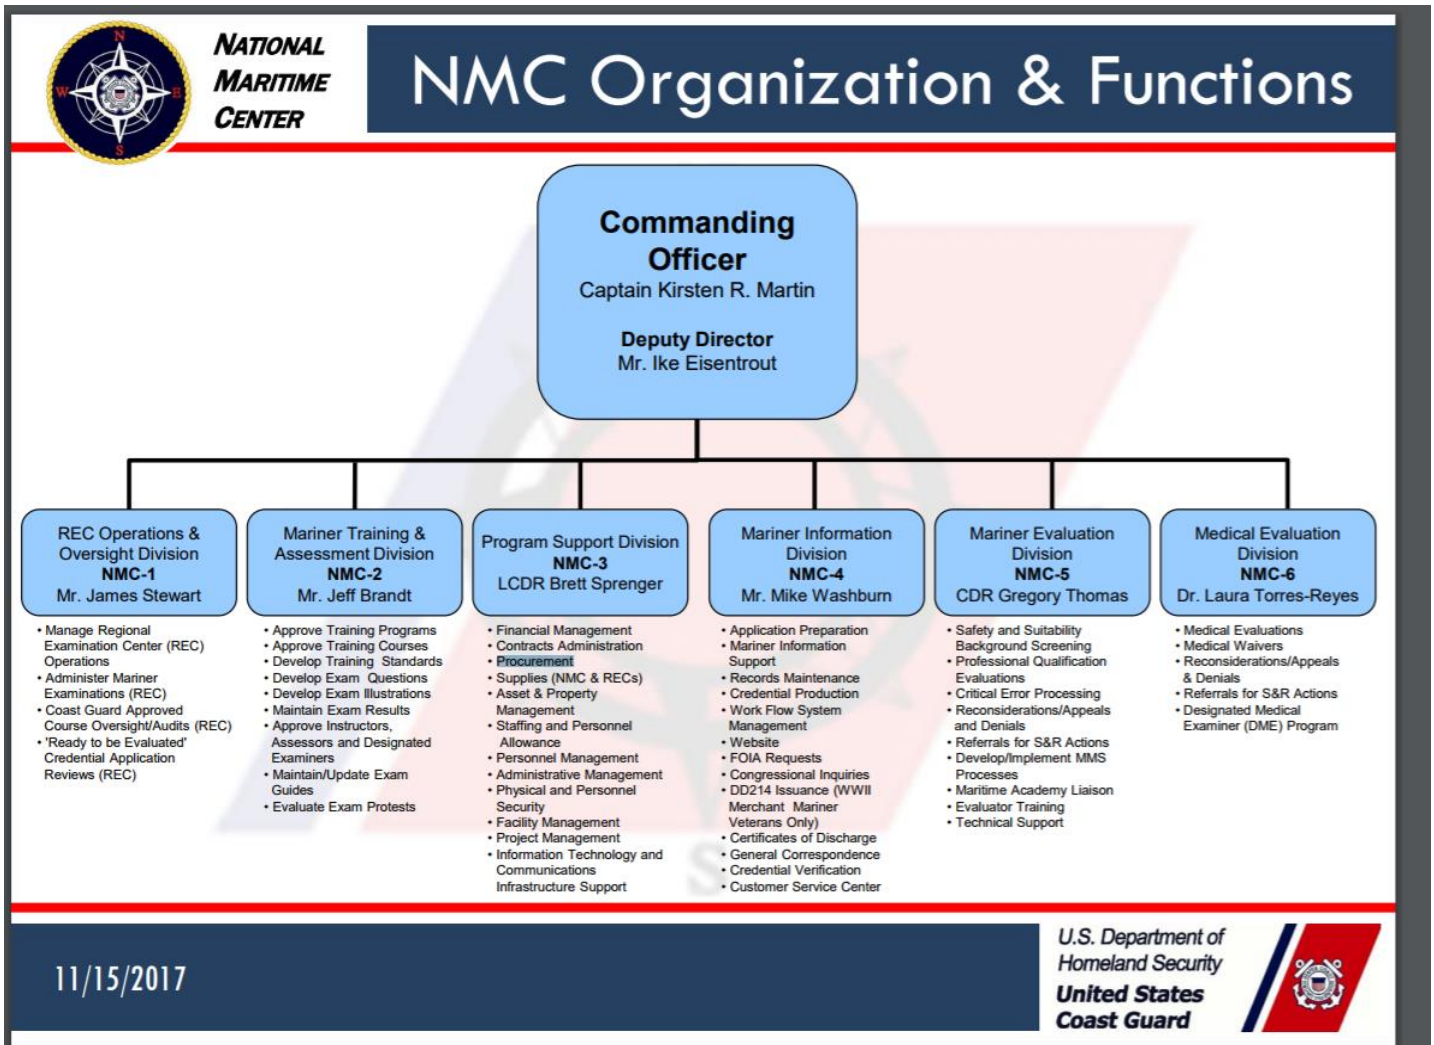 N
W
E
S
NATIONAL
MARITIME
CENTER
NMC Organization & Functions
Commanding
Officer
Captain Kirsten R. Martin
Deputy Director
Mr. Ike Eisentrout
REC Operations &
Oversight Division
NMC-1
Mr. James Stewart
• Manage Regional
Examination Center (REC)
Operations
• Administer Mariner
Examinations (REC)
• Coast Guard Approved
Course Oversight/Audits (REC)
• 'Ready to be Evaluated'
Credential Application
Reviews (REC)
Mariner Training &
Assessment Division
NMC-2
Mr. Jeff Brandt
• Approve Training Programs
• Approve Training Courses
• Develop Training Standards
• Develop Exam Questions
• Develop Exam Illustrations
• Maintain Exam Results
• Approve Instructors,
Assessors and Designated
Examiners
• Maintain/Update Exam
Guides
• Evaluate Exam Protests
Program Support Division
NMC-3
LCDR Brett Sprenger
• Financial Management
• Contracts Administration
• Procurement
• Supplies (NMC & RECs)
• Asset & Property
Management
• Staffing and Personnel
Allowance
• Personnel Management
• Administrative Management
• Physical and Personnel
Security
• Facility Management
• Project Management
• Information Technology and
Communications
Infrastructure Support
Mariner Information
Division
NMC-4
Mr. Mike Washburn
• Application Preparation
• Mariner Information
Support
• Records Maintenance
• Credential Production
• Work Flow System
Management
• Website
• FOIA Requests
• Congressional Inquiries
• DD214 Issuance (WWII
Merchant Mariner
Veterans Only)
• Certificates of Discharge
• General Correspondence
• Credential Verification
• Customer Service Center
Mariner Evaluation
Division
NMC-5
CDR Gregory Thomas
• Safety and Suitability
Background Screening
• Professional Qualification
Evaluations
• Critical Error Processing
• Reconsiderations/Appeals
and Denials
• Referrals for S&R Actions
• Develop/Implement MMS
Processes
• Maritime Academy Liaison
• Evaluator Training
• Technical Support
Medical Evaluation
Division
NMC-6
Dr. Laura Torres-Reyes
• Medical Evaluations
• Medical Waivers
• Reconsiderations/Appeals
& Denials
• Referrals for S&R Actions
• Designated Medical
Examiner (DME) Program
S
11/15/2017
U.S. Department of
Homeland Security
United States
Coast Guard